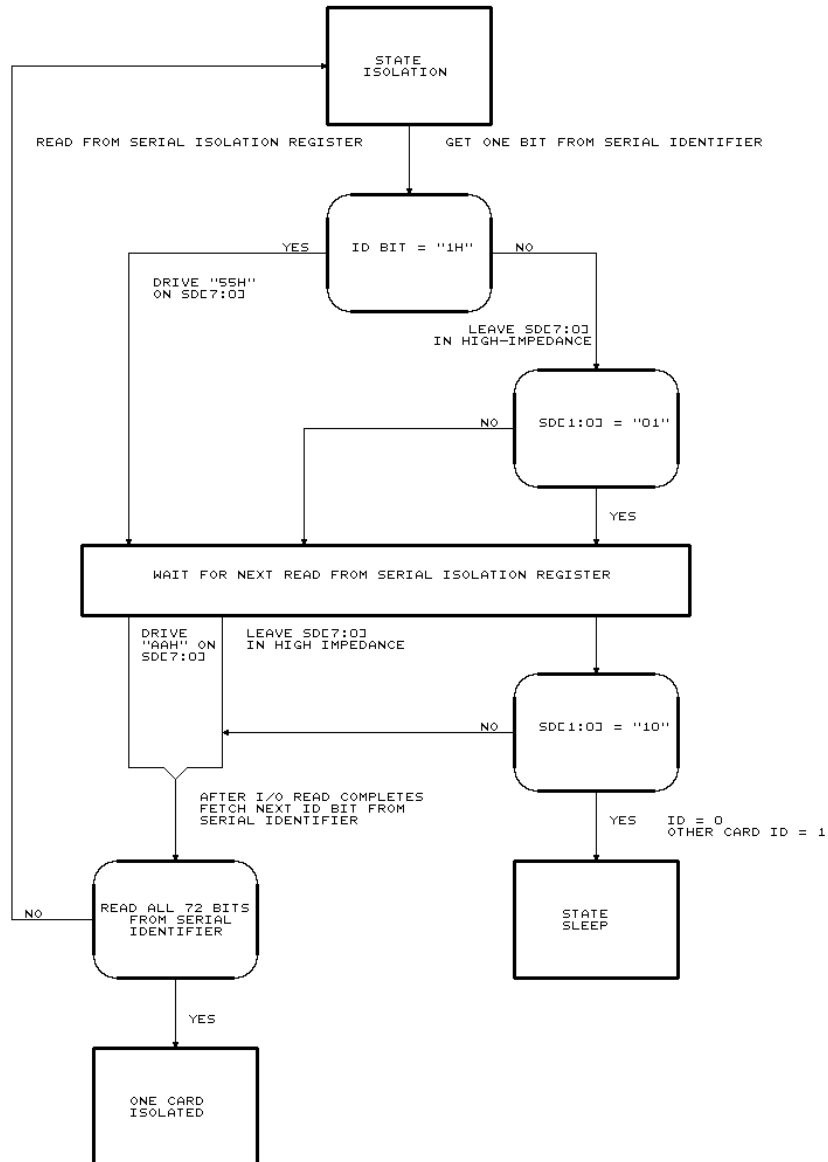 STATE
ISOLATION
READ FROM SERIAL ISOLATION REGISTER
GET ONE BIT FROM SERIAL IDENTIFIER
YES
ID BIT = "1H"
NO
DRIVE "55H"
ON SD[7:0]
LEAVE SD[7:0]
IN HIGH-IMPEDANCE
NO
SD[1:0] = "01"
YES
WAIT FOR NEXT READ FROM SERIAL ISOLATION REGISTER
DRIVE
"AAH" ON
SD[7:0]
LEAVE SD[7:0]
IN HIGH IMPEDANCE
NO
SD[1:0] = "10"
AFTER I/O READ COMPLETES
FETCH NEXT ID BIT FROM
SERIAL IDENTIFIER
YES
ID = 0
OTHER CARD ID = 1
NO
READ ALL 72 BITS
FROM SERIAL
IDENTIFIER
STATE
SLEEP
YES
ONE CARD
ISOLATED